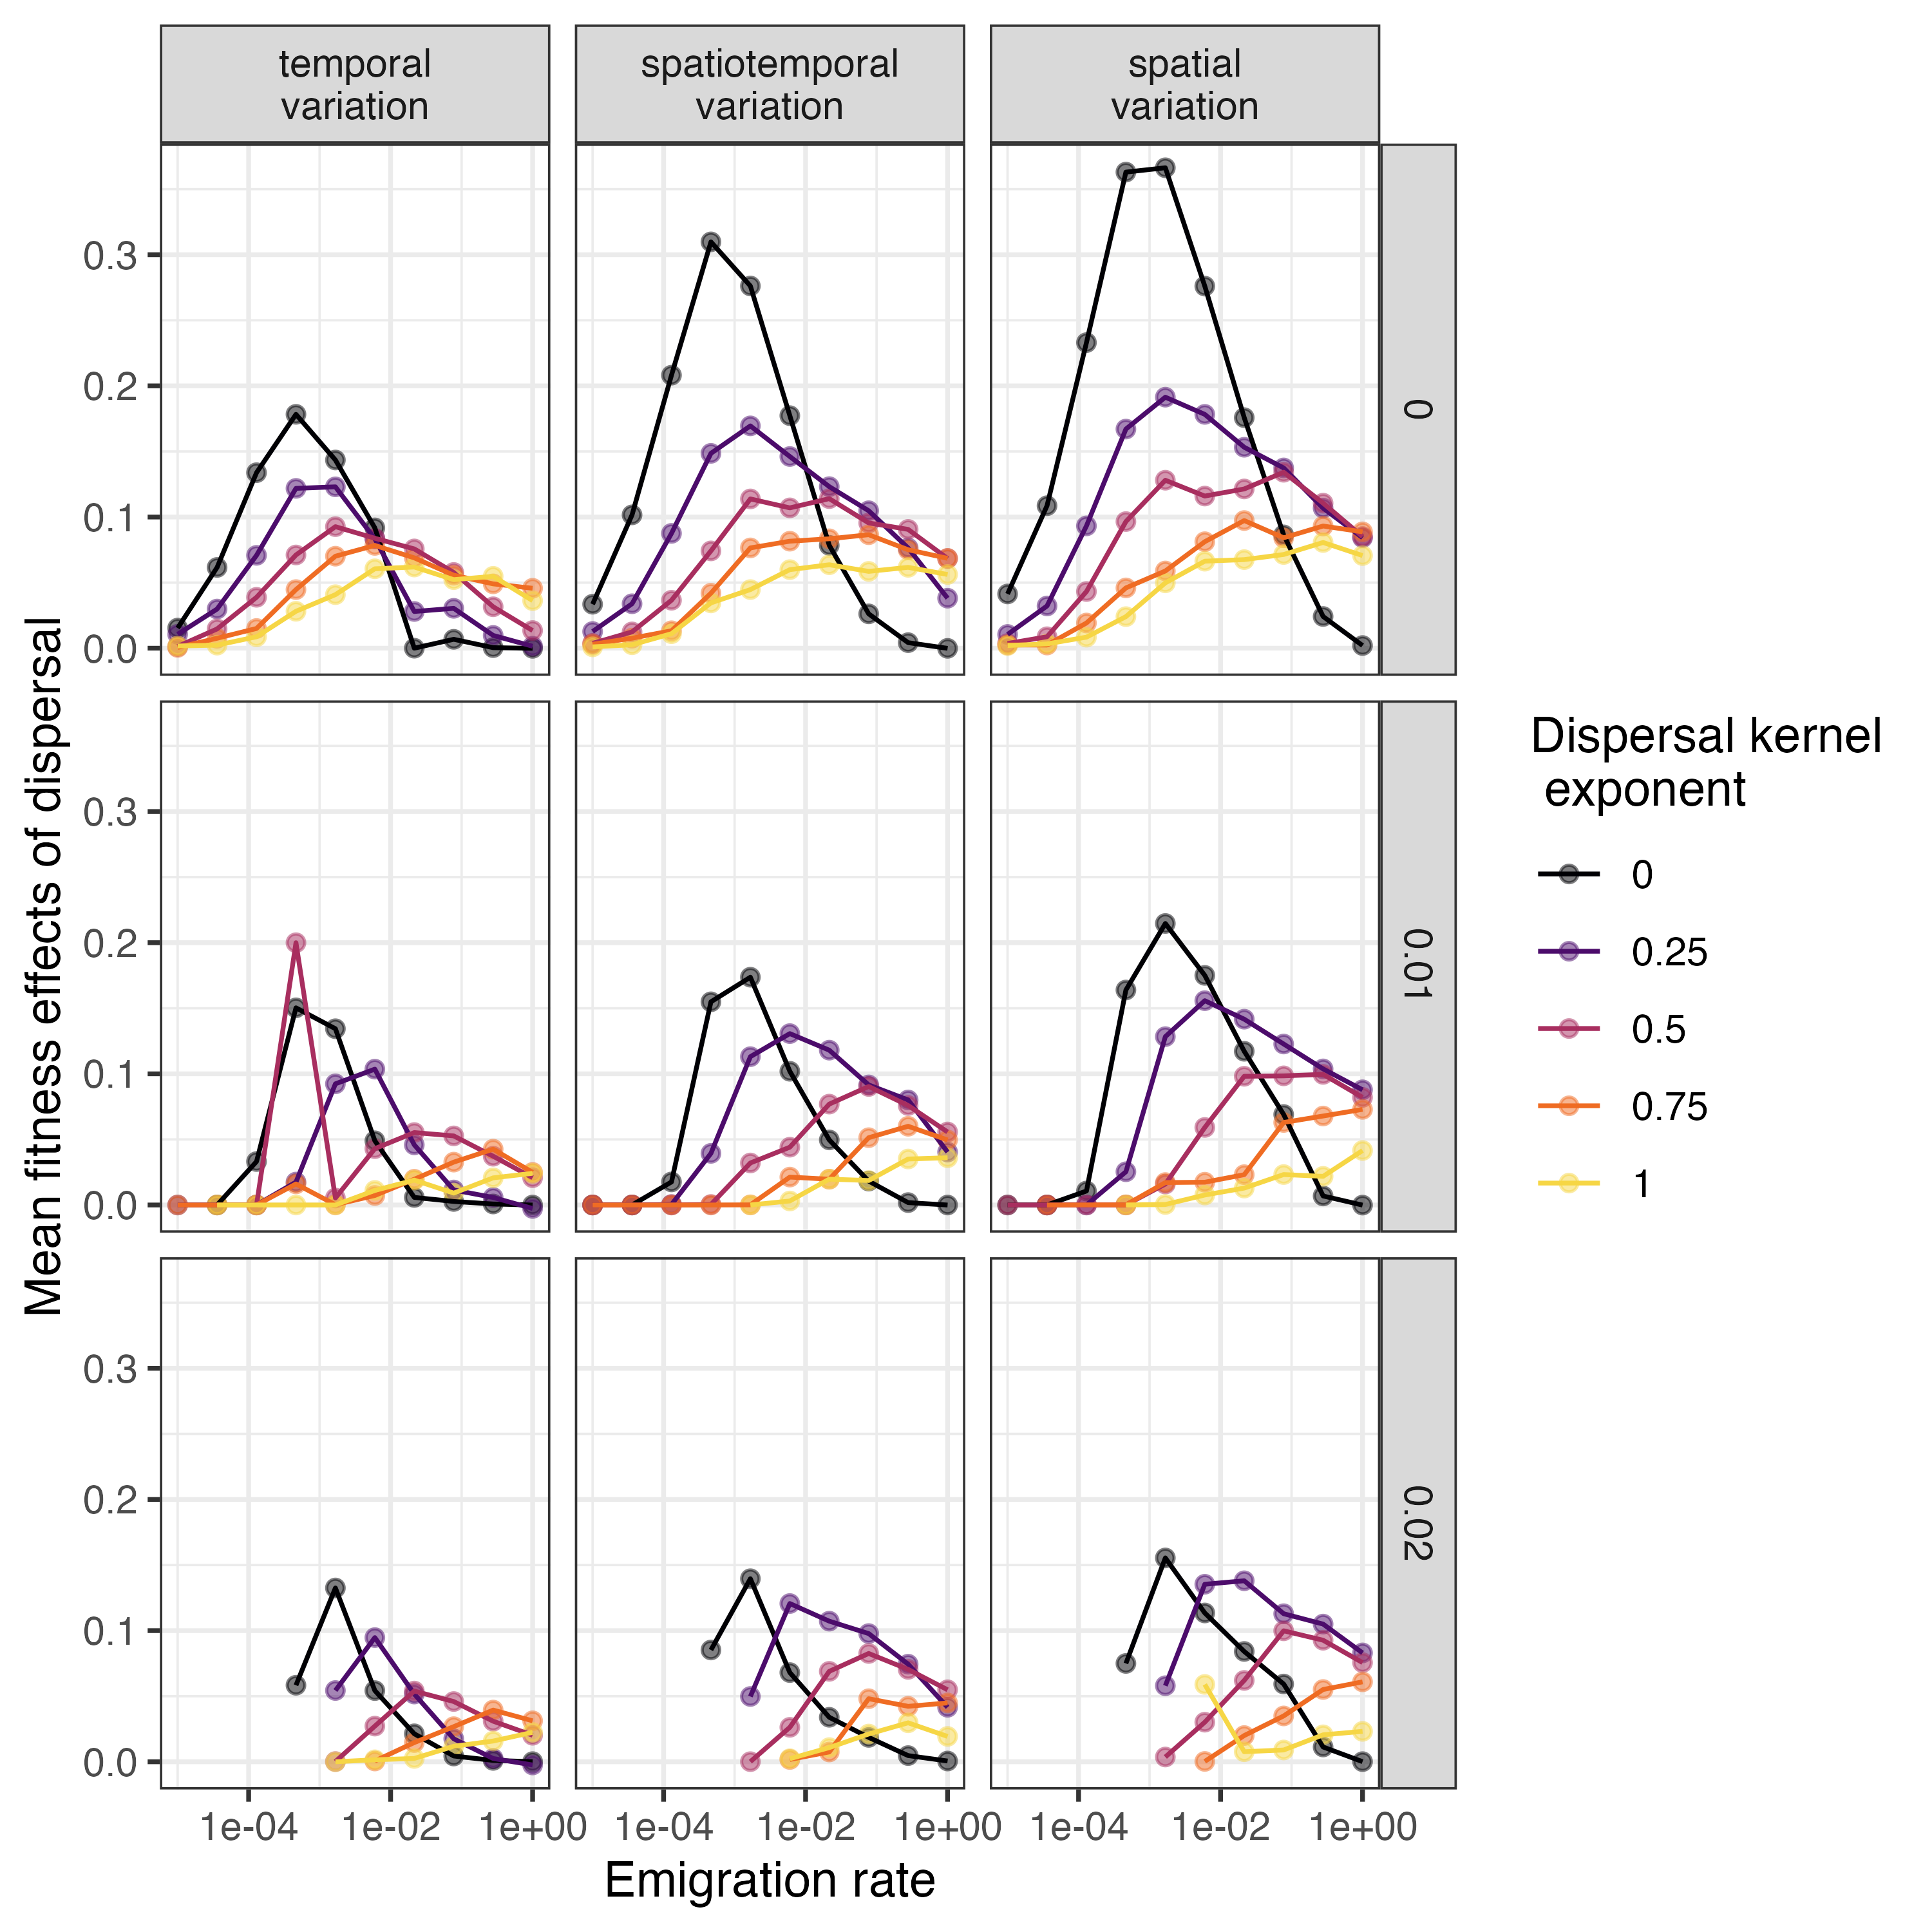 temporal
variation
spatiotemporal
variation
spatial
variation
0.3
0.2
0.1
0.0
0
0.3
0.2
0.1
0.0
0.01
0.3
0.2
0.1
0.0
0.02
1e-04
1e-02
1e+00
1e-04
1e-02
1e+00
1e-04
1e-02
1e+00
Emigration rate
Mean fitness effects of dispersal
Dispersal kernel
exponent
0
0.25
0.5
0.75
1